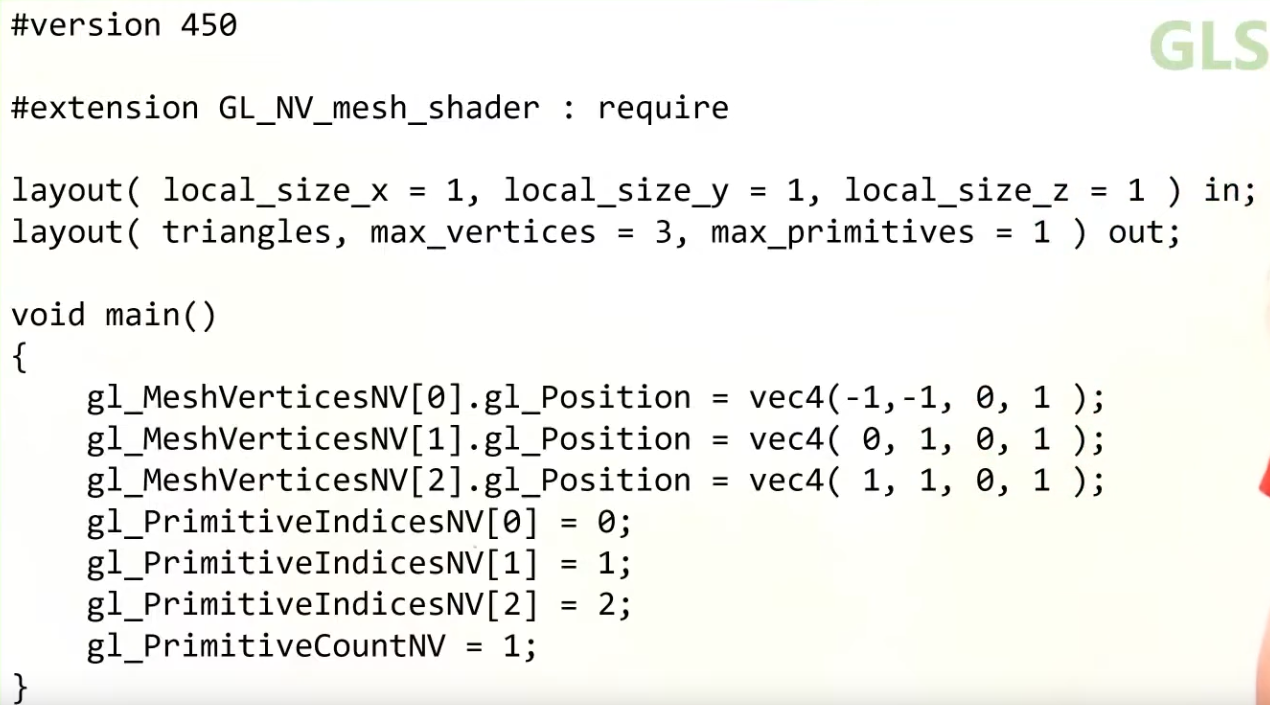 #version 450
GLS
#extension GL_NV_mesh_shader : require
layout( local_size_x = 1, local_size_y = 1, local_size_z = 1 ) in;
layout( triangles, max_vertices = 3, max_primitives = 1 ) out;
void main()
{
    gl_MeshVerticesNV[0].gl_Position = vec4(-1,-1, 0, 1 );
    gl_MeshVerticesNV[1].gl_Position = vec4( 0, 1, 0, 1 );
    gl_MeshVerticesNV[2].gl_Position = vec4( 1, 1, 0, 1 );
    gl_PrimitiveIndicesNV[0] = 0;
    gl_PrimitiveIndicesNV[1] = 1;
    gl_PrimitiveIndicesNV[2] = 2;
    gl_PrimitiveCountNV = 1;
}